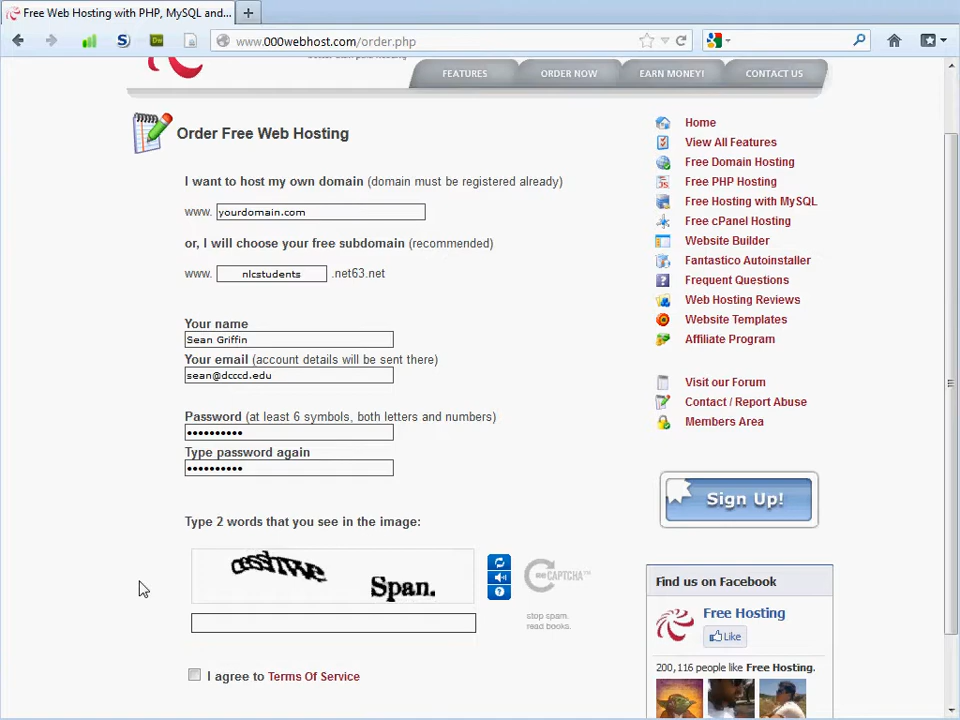 Free Web Hosting with PHP, MySQL and...
www.000webhost.com/order.php
FEATURES
ORDER NOW
EARN MONEY!
CONTACT US
Order Free Web Hosting
I want to host my own domain (domain must be registered already)
www. yourdomain.com
or, I will choose your free subdomain (recommended)
www. nlcstudents .net63.net
Your name
Sean Griffin
Your email (account details will be sent there)
sean@dcccd.edu
Password (at least 6 symbols, both letters and numbers)
••••••••••
Type password again
••••••••••
Type 2 words that you see in the image:
Span.
reCAPTCHA™
stop spam.
read books.
I agree to Terms Of Service
Home
View All Features
Free Domain Hosting
Free PHP Hosting
Free Hosting with MySQL
Free cPanel Hosting
Website Builder
Fantastico Autoinstaller
Frequent Questions
Web Hosting Reviews
Website Templates
Affiliate Program
Visit our Forum
Contact / Report Abuse
Members Area
Sign Up!
Find us on Facebook
Free Hosting
Like
200,116 people like Free Hosting.